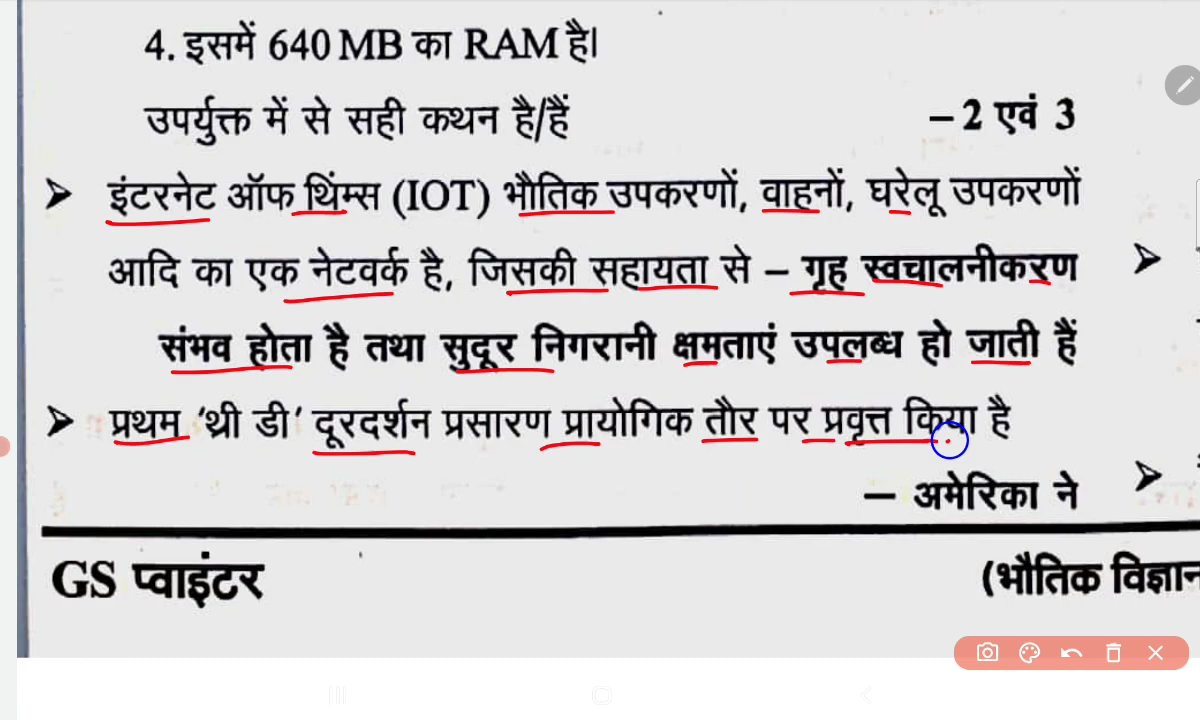 4. इसमें 640 MB का RAM है।
उपर्युक्त में से सही कथन है/हैं – 2 एवं 3
➤ इंटरनेट ऑफ थिंग्स (IOT) भौतिक उपकरणों, वाहनों, घरेलू उपकरणों
आदि का एक नेटवर्क है, जिसकी सहायता से – गृह स्वचालनीकरण
संभव होता है तथा सुदूर निगरानी क्षमताएं उपलब्ध हो जाती हैं
➤ प्रथम ‘थ्री डी’ दूरदर्शन प्रसारण प्रायोगिक तौर पर प्रवृत्त किया है
– अमेरिका ने
GS प्वाइंटर (भौतिक विज्ञान